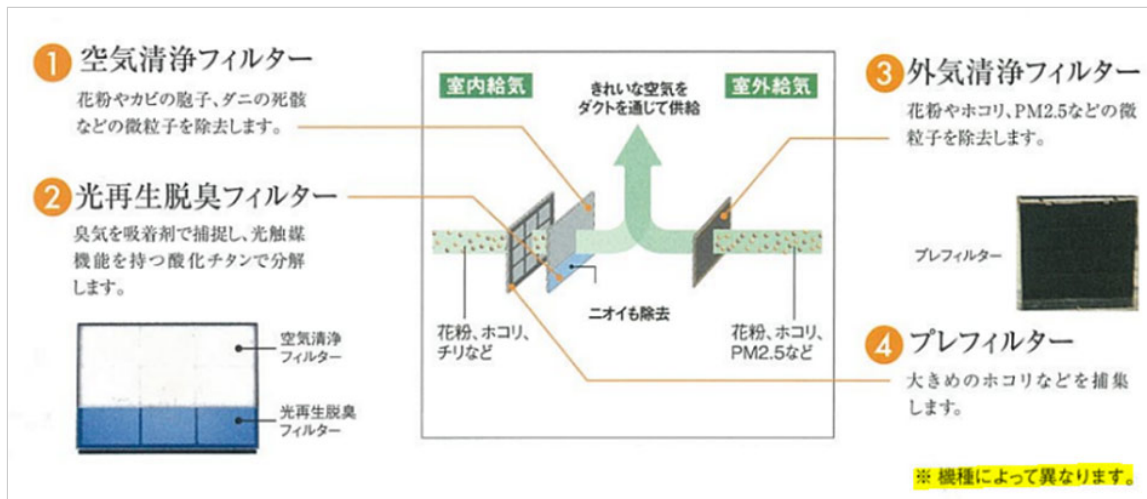 1 空気清浄フィルター
花粉やカビの胞子、ダニの死骸
などの微粒子を除去します。
2 光再生脱臭フィルター
臭気を吸着剤で捕捉し、光触媒
機能を持つ酸化チタンで分解
します。
空気清浄
フィルター
光再生脱臭
フィルター
室内給気
きれいな空気を
ダクトを通じて供給
室外給気
ニオイも除去
花粉、ホコリ、
チリなど
花粉、ホコリ、
PM2.5など
3 外気清浄フィルター
花粉やホコリ、PM2.5などの微
粒子を除去します。
プレフィルター
4 プレフィルター
大きめのホコリなどを捕集
します。
※ 機種によって異なります。